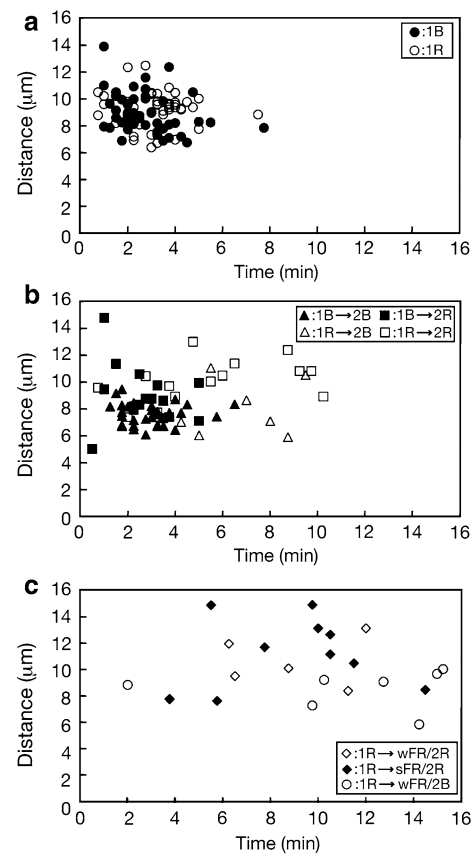 a
16
14
12
10
8
6
4
2
0
Distance (μm)
●:1B
○:1R
0 2 4 6 8 10 12 14 16
Time (min)
b
16
14
12
10
8
6
4
2
0
Distance (μm)
▲:1B→2B ■:1B→2R
△:1R→2B □:1R→2R
0 2 4 6 8 10 12 14 16
Time (min)
c
16
14
12
10
8
6
4
2
0
Distance (μm)
◇:1R→wFR/2R
◆:1R→sFR/2R
○:1R→wFR/2B
0 2 4 6 8 10 12 14 16
Time (min)